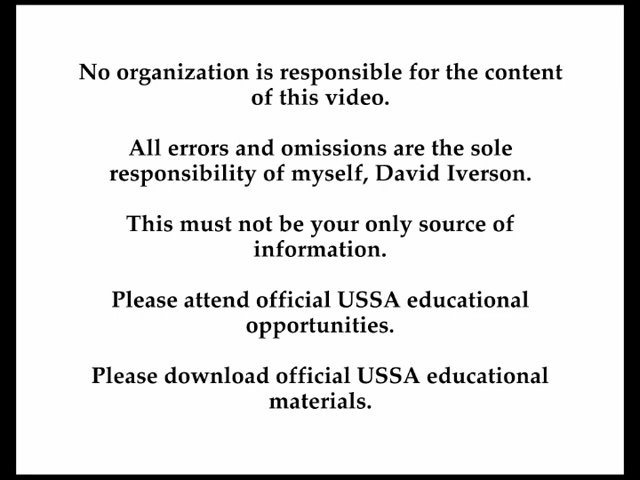 No organization is responsible for the content
of this video.
All errors and omissions are the sole
responsibility of myself, David Iverson.
This must not be your only source of
information.
Please attend official USSA educational
opportunities.
Please download official USSA educational
materials.